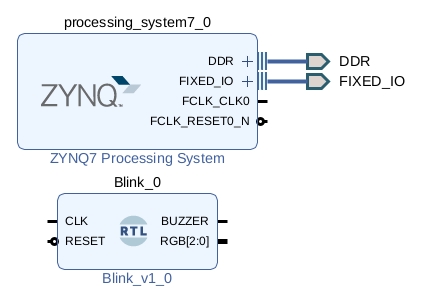 processing_system7_0
DDR
DDR
FIXED_IO
FIXED_IO
ZYNQ
FCLK_CLK0
FCLK_RESET0_N
ZYNQ7 Processing System
Blink_0
CLK
BUZZER
RTL
RESET
RGB[2:0]
Blink_v1_0